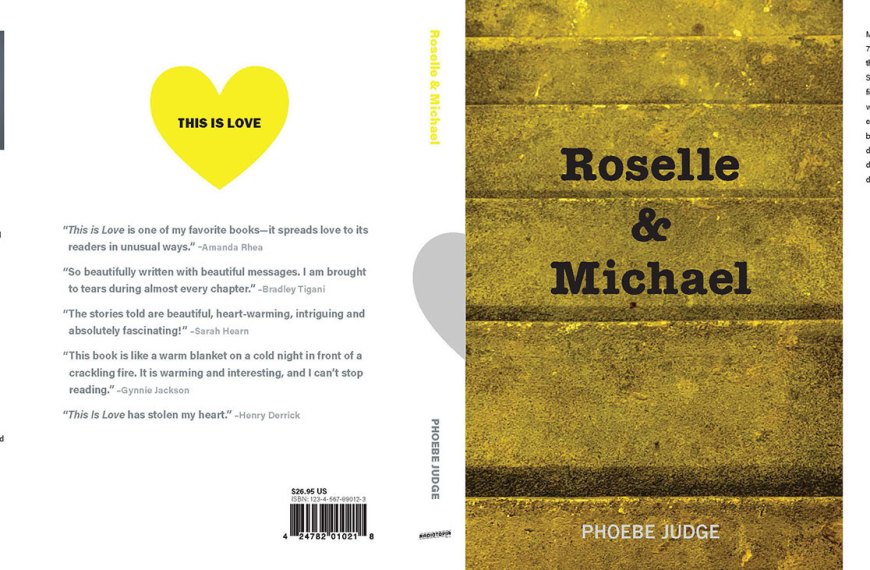 THIS IS LOVE
“This is Love is one of my favorite books—it spreads love to its
readers in unusual ways.” –Amanda Rhea
“So beautifully written with beautiful messages. I am brought
to tears during almost every chapter.” –Bradley Tigani
“The stories told are beautiful, heart-warming, intriguing and
absolutely fascinating!” –Sarah Hearn
“This book is like a warm blanket on a cold night in front of a
crackling fire. It is warming and interesting, and I can’t stop
reading.” –Gynnie Jackson
“This Is Love has stolen my heart.” –Henry Derrick
$26.95 US
ISBN: 123-4-567-89012-3
4 24782 01021 8
Roselle & Michael
PHOEBE JUDGE
RADIOTOPIA
Roselle
&
Michael
PHOEBE JUDGE